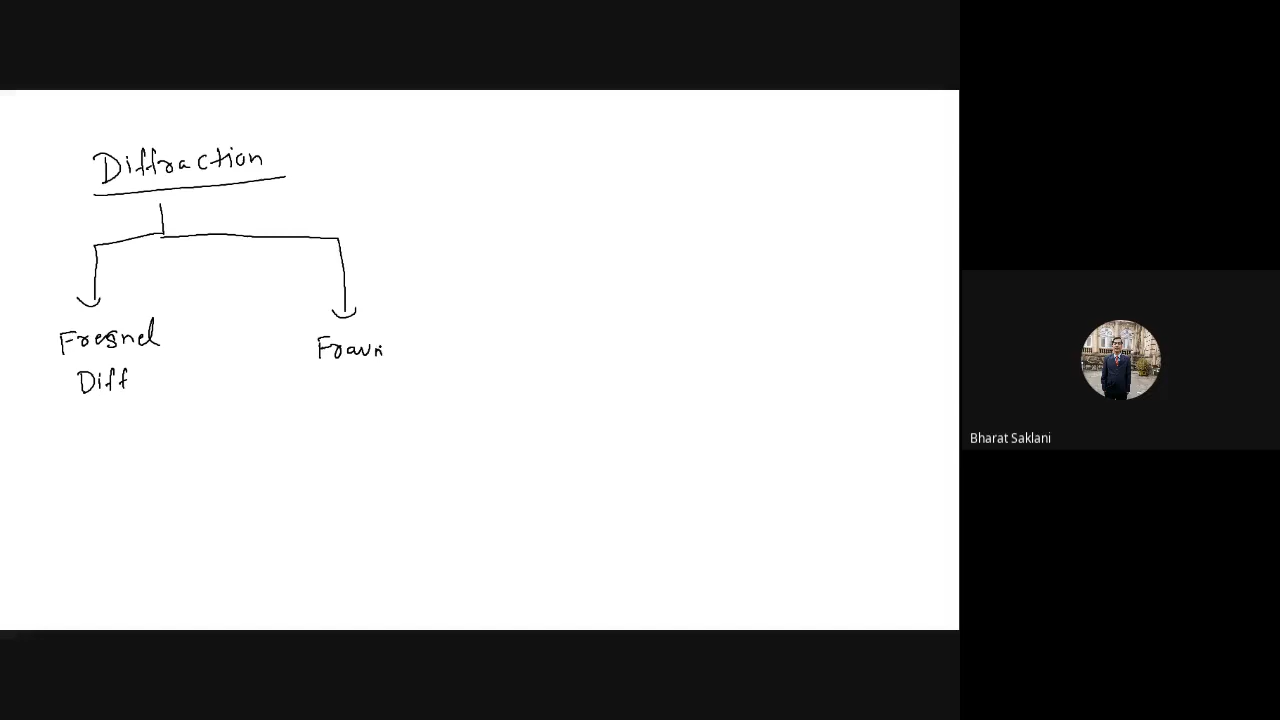 Diffraction
Fresnel
Diff
Fraun
Bharat Saklani